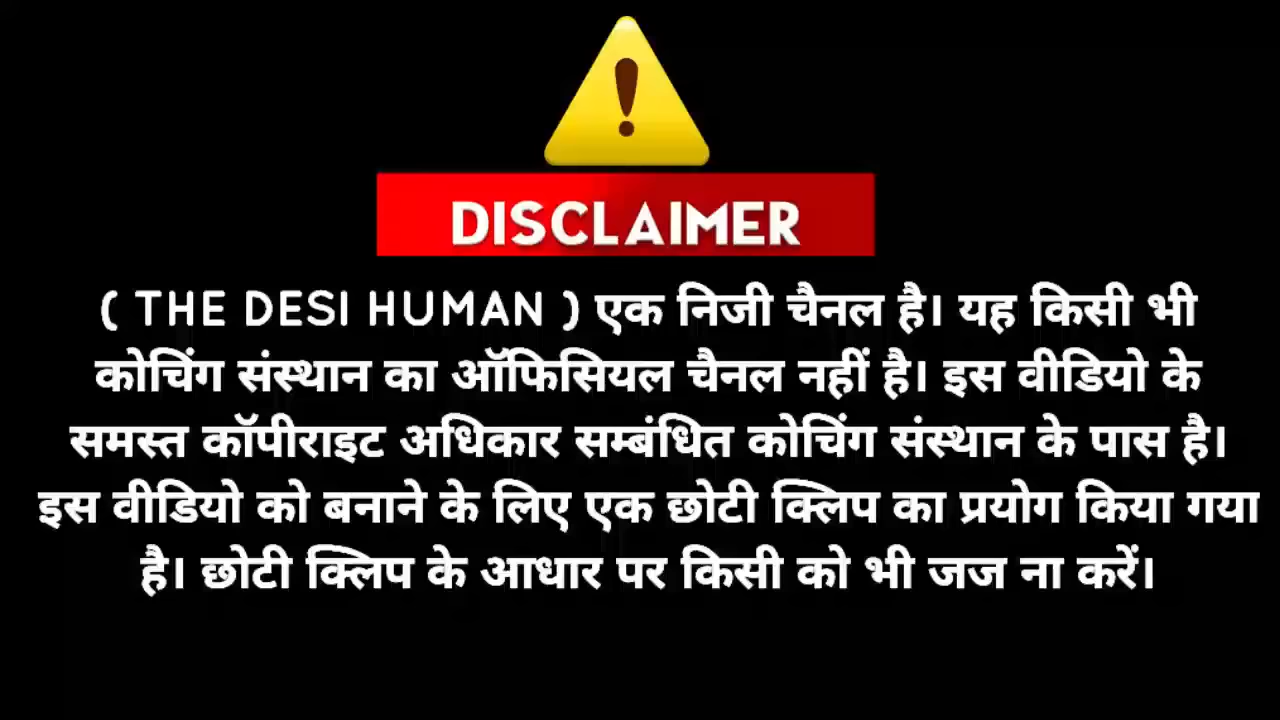 DISCLAIMER
( THE DESI HUMAN ) एक निजी चैनल है। यह किसी भी
कोचिंग संस्थान का ऑफिसियल चैनल नहीं है। इस वीडियो के
समस्त कॉपीराइट अधिकार सम्बंधित कोचिंग संस्थान के पास है।
इस वीडियो को बनाने के लिए एक छोटी क्लिप का प्रयोग किया गया
है। छोटी क्लिप के आधार पर किसी को भी जज ना करें।